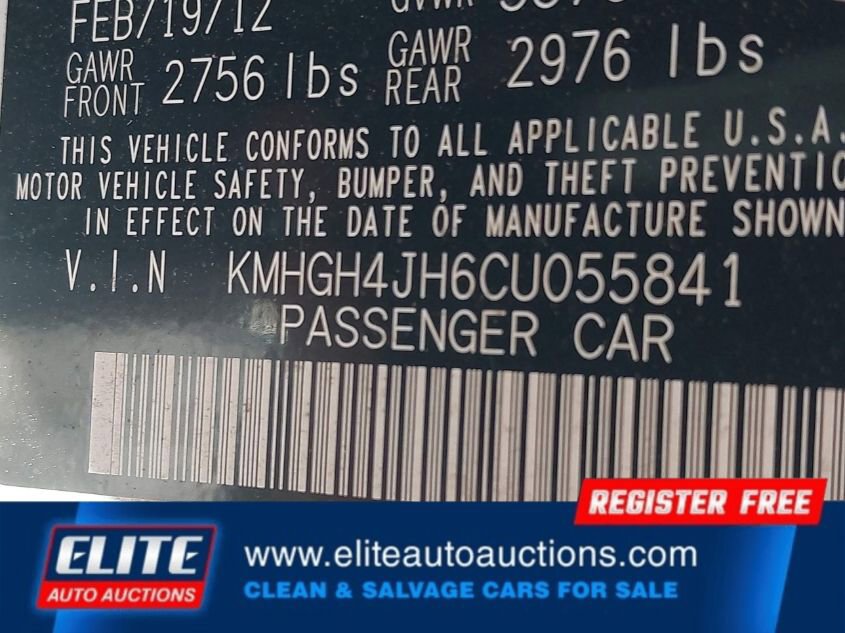 FEB/19/12 GVWR
GAWR FRONT 2756 lbs GAWR REAR 2976 lbs
THIS VEHICLE CONFORMS TO ALL APPLICABLE U.S.A.
MOTOR VEHICLE SAFETY, BUMPER, AND THEFT PREVENTIO
IN EFFECT ON THE DATE OF MANUFACTURE SHOWN
V.I.N KMHGH4JH6CU055841
PASSENGER CAR
REGISTER FREE
ELITE
AUTO AUCTIONS
www.eliteautoauctions.com
CLEAN & SALVAGE CARS FOR SALE